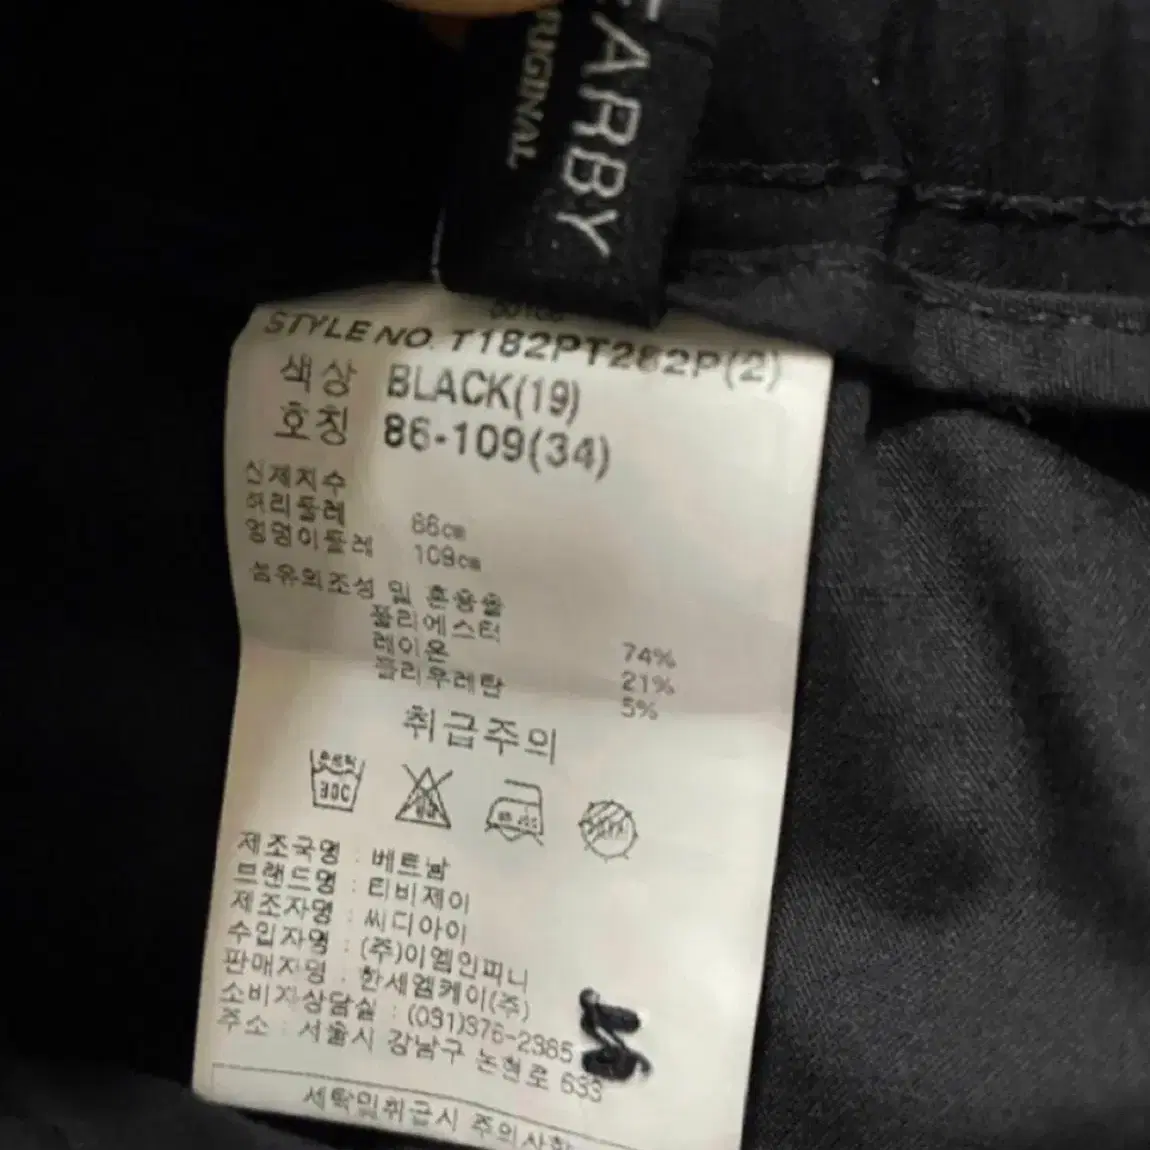 ARBY
ORIGINAL
STYLE NO. T182PT262P(2)
색상 BLACK(19)
호칭 86-109(34)
신체치수
허리둘레 86cm
엉덩이둘레 109cm
섬유의조성 및 혼용율
폴리에스터 74%
레이온 21%
폴리우레탄 5%
취급주의
제조국명 : 베트남
브랜드명 : 티비제이
제조자명 : 씨디아이
수입자명 : (주)이엠인피니
판매자명 : 한세엠케이(주)
소비자상담실 : (031)376-2385
주소 : 서울시 강남구 논현로 633
세탁및취급시 주의사항